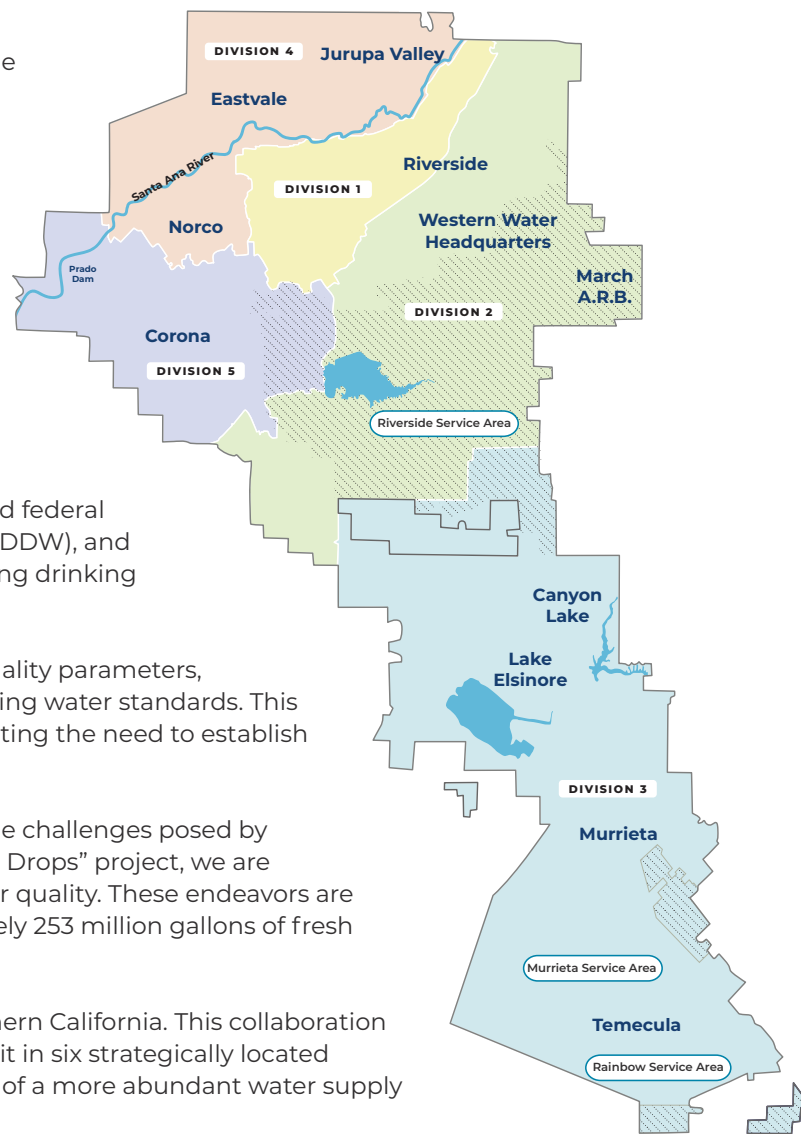 e
DIVISION 4
Jurupa Valley
Eastvale
Santa Ana River
Riverside
DIVISION 1
Norco
Western Water
Headquarters
Prado
Dam
March
A.R.B.
DIVISION 2
Corona
DIVISION 5
Riverside Service Area
d federal
DDW), and
ng drinking
Canyon
Lake
Lake
Elsinore
ality parameters,
ing water standards. This
ting the need to establish
DIVISION 3
Murrieta
e challenges posed by
Drops” project, we are
r quality. These endeavors are
ely 253 million gallons of fresh
Murrieta Service Area
hern California. This collaboration
it in six strategically located
of a more abundant water supply
Temecula
Rainbow Service Area